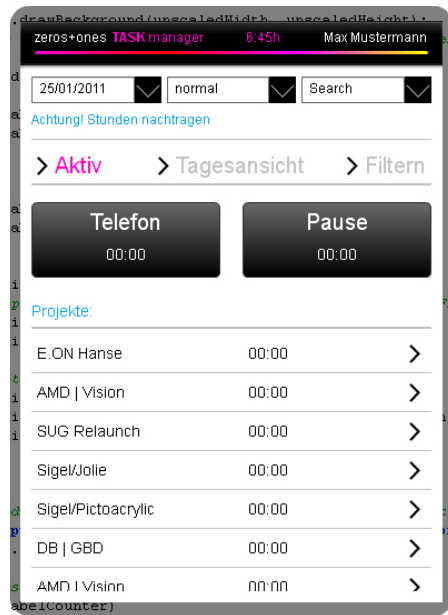 .drawBackground(unscaledWidth, unscaledHeight);
zeros+ones TASK manager 6:45h Max Mustermann
25/01/2011 normal Search
Achtung! Stunden nachtragen
> Aktiv > Tagesansicht > Filtern
Telefon Pause
00:00 00:00
Projekte:
E.ON Hanse 00:00 >
AMD | Vision 00:00 >
SUG Relaunch 00:00 >
Sigel/Jolie 00:00 >
Sigel/Pictoacrylic 00:00 >
DB | GBD 00:00 >
AMD | Vision 00:00 >
abelCounter)